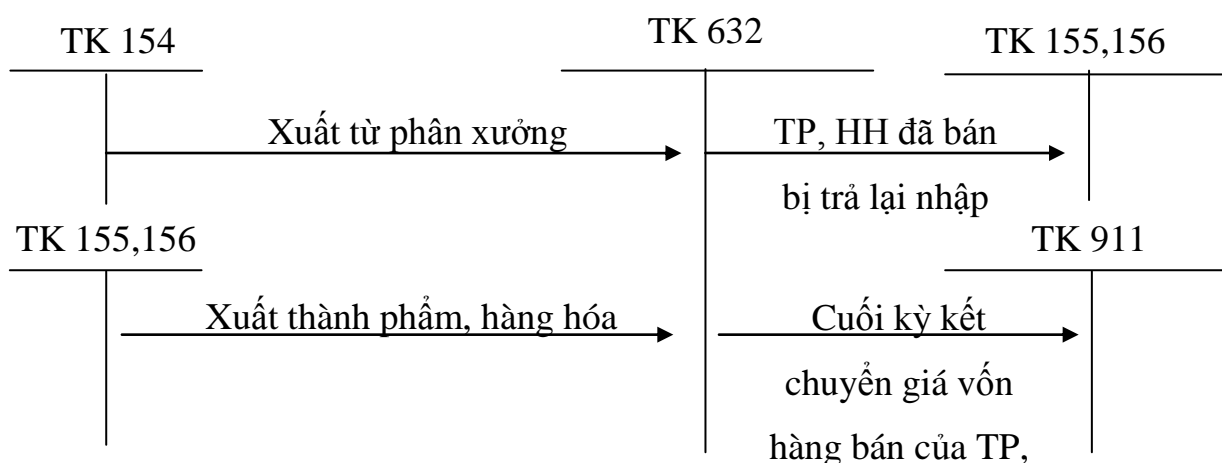 TK 154
TK 632
TK 155,156
Xuất từ phân xưởng
TP, HH đã bán
bị trả lại nhập
TK 155,156
TK 911
Xuất thành phẩm, hàng hóa
Cuối kỳ kết
chuyển giá vốn
hàng bán của TP,